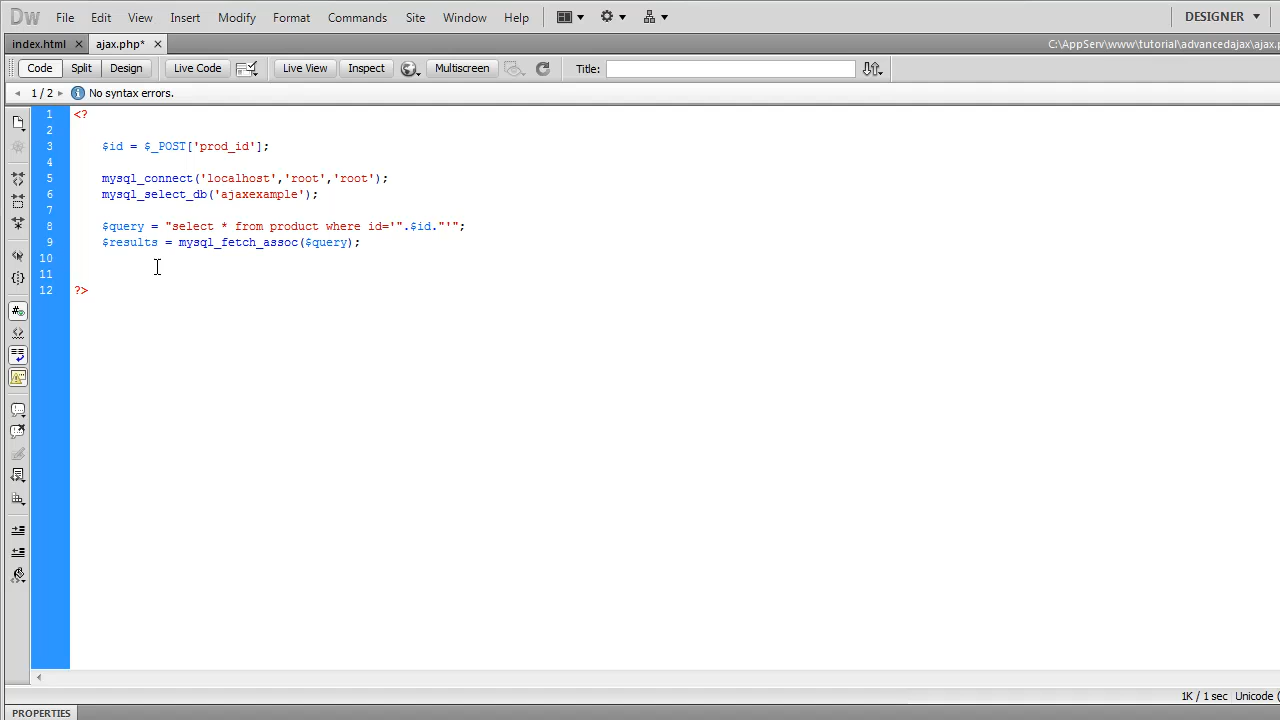 Dw File Edit View Insert Modify Format Commands Site Window Help DESIGNER
index.html × ajax.php* × C:\AppServ\www\tutorial\advancedajax\ajax.p
Code Split Design Live Code Live View Inspect Multiscreen Title:
1 / 2 No syntax errors.
1 <?
2
3 $id = $_POST['prod_id'];
4
5 mysql_connect('localhost','root','root');
6 mysql_select_db('ajaxexample');
7
8 $query = "select * from product where id='".$id."'";
9 $results = mysql_fetch_assoc($query);
10
11
12 ?>
1K / 1 sec Unicode (
PROPERTIES